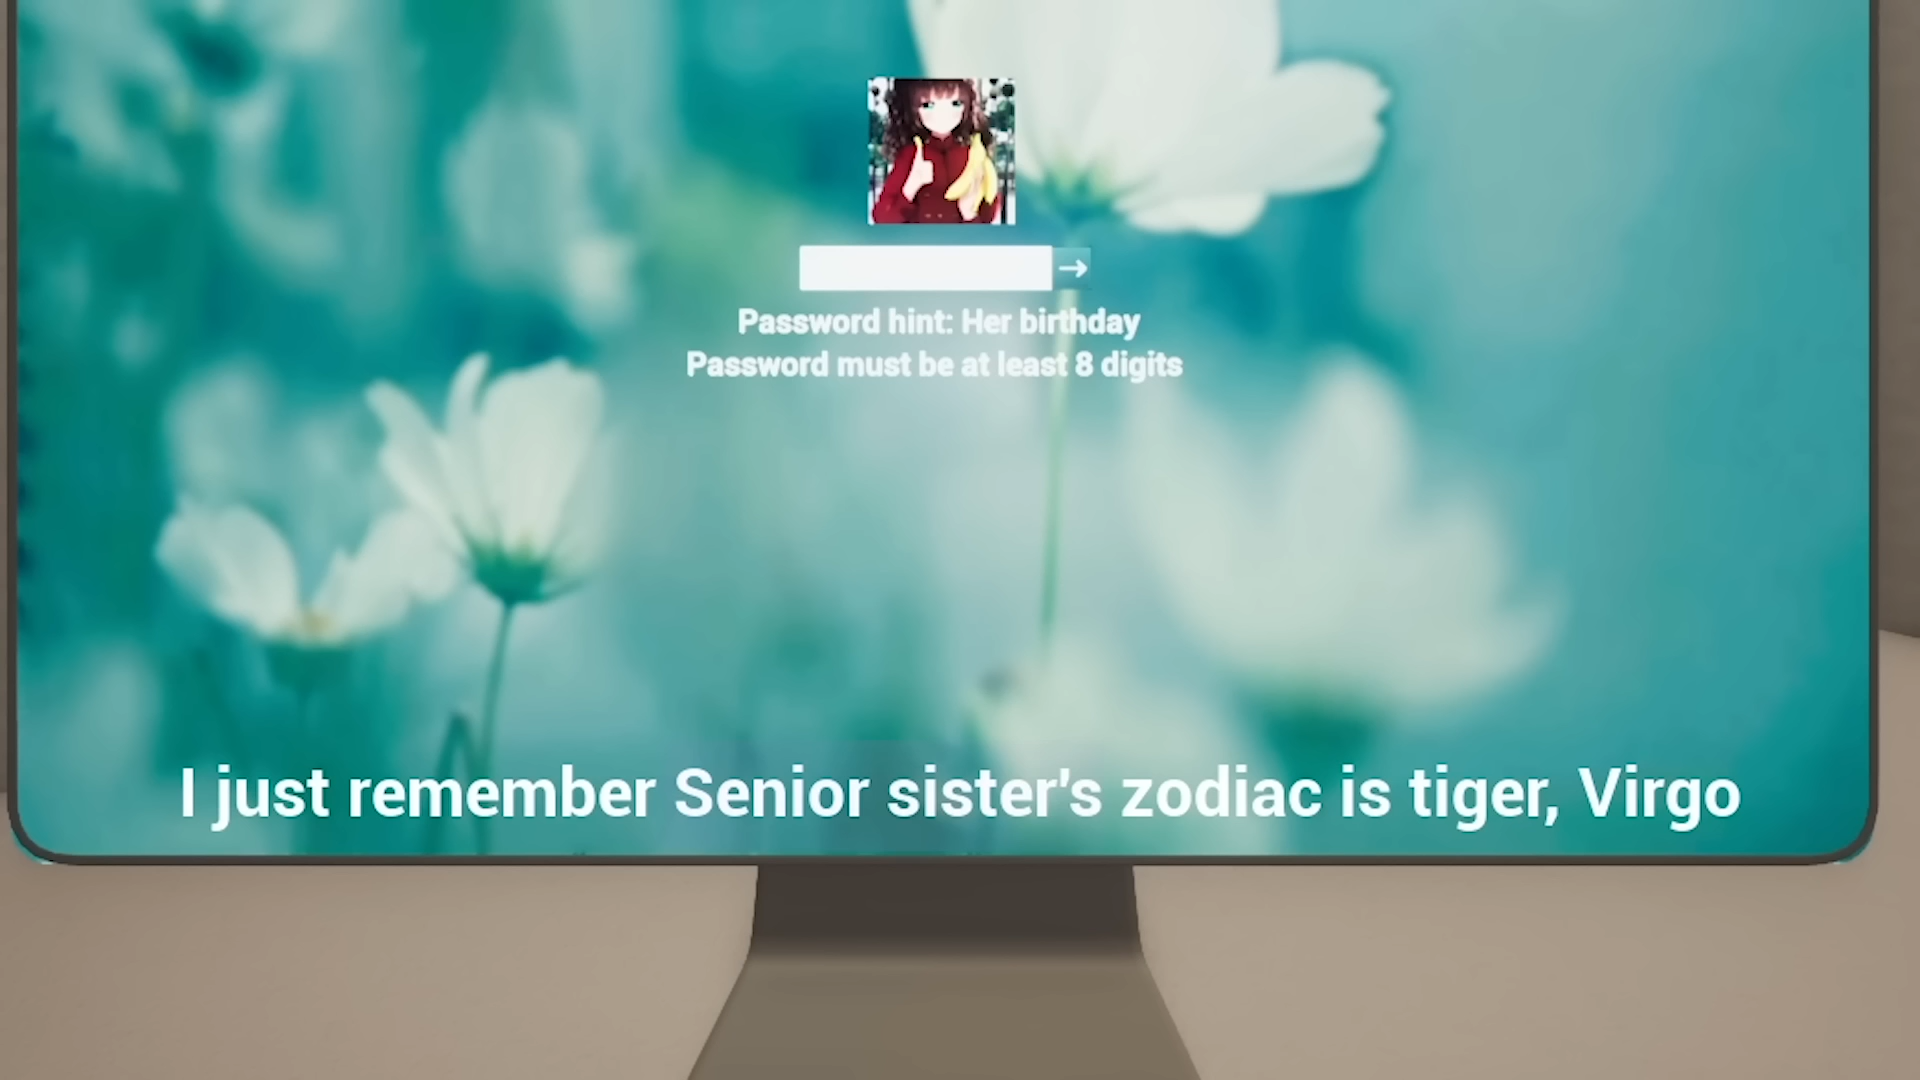 Password hint: Her birthday
Password must be at least 8 digits
I just remember Senior sister's zodiac is tiger, Virgo